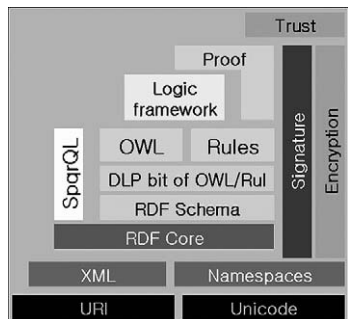 Trust
Proof
Logic
framework
SpqrQL
OWL
Rules
DLP bit of OWL/Rul
RDF Schema
RDF Core
Signature
Encryption
XML
Namespaces
URI
Unicode